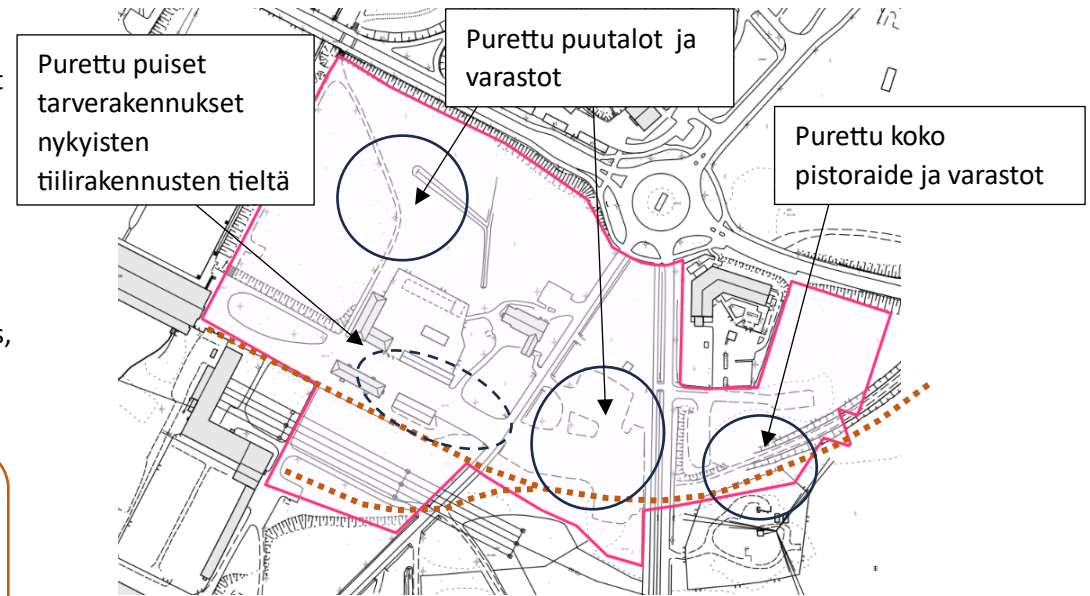 Purettu puiset
tarverakennukset
nykyisten
tiilirakennusten tieltä
Purettu puutalot ja
varastot
Purettu koko
pistoraide ja varastot
t
s,